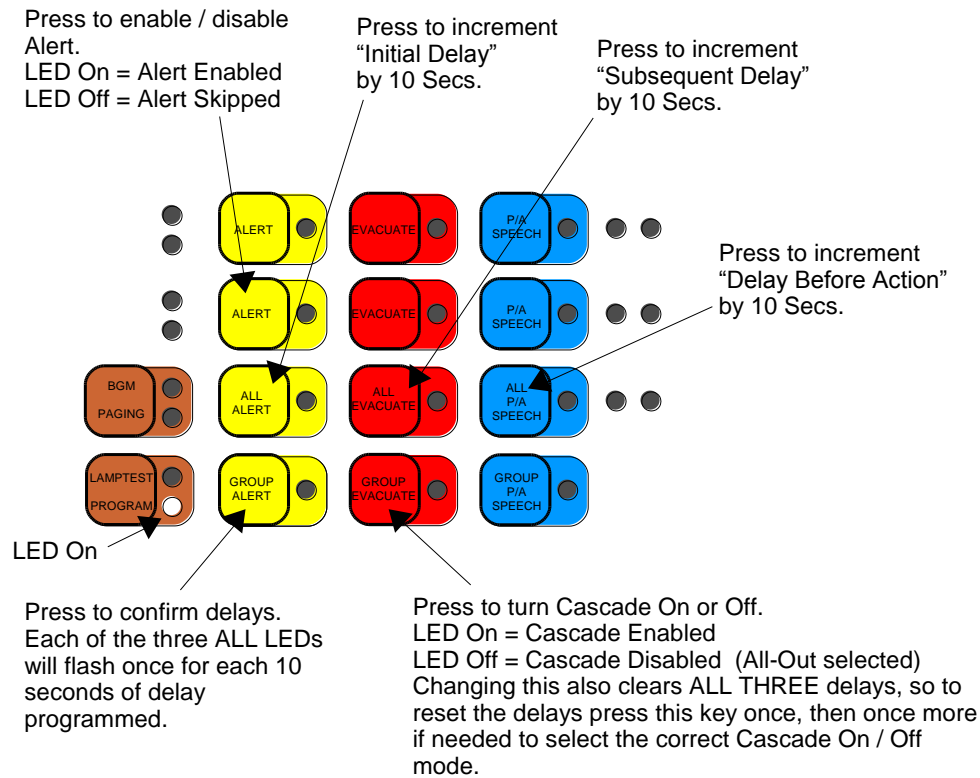 Press to enable / disable
Alert.
LED On = Alert Enabled
LED Off = Alert Skipped
Press to increment
“Initial Delay”
by 10 Secs.
Press to increment
“Subsequent Delay”
by 10 Secs.
ALERT
EVACUATE
P/A
SPEECH
Press to increment
“Delay Before Action”
by 10 Secs.
ALERT
EVACUATE
P/A
SPEECH
BGM
PAGING
ALL
ALERT
ALL
EVACUATE
ALL
P/A
SPEECH
LAMPTEST
PROGRAM
GROUP
ALERT
GROUP
EVACUATE
GROUP
P/A
SPEECH
LED On
Press to confirm delays.
Each of the three ALL LEDs
will flash once for each 10
seconds of delay
programmed.
Press to turn Cascade On or Off.
LED On = Cascade Enabled
LED Off = Cascade Disabled  (All-Out selected)
Changing this also clears ALL THREE delays, so to
reset the delays press this key once, then once more
if needed to select the correct Cascade On / Off
mode.